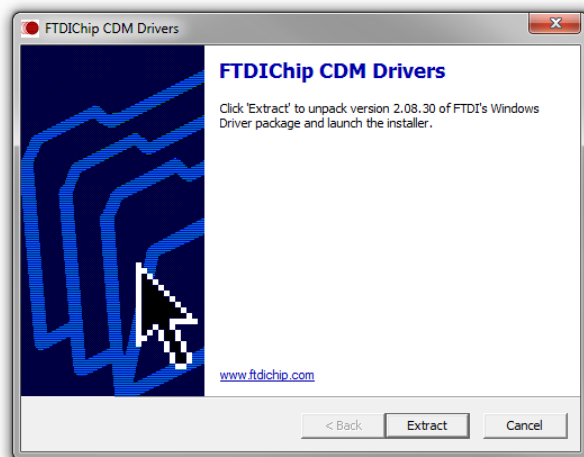 FTDIChip CDM Drivers
FTDIChip CDM Drivers
Click 'Extract' to unpack version 2.08.30 of FTDI's Windows
Driver package and launch the installer.
www.ftdichip.com
< Back Extract Cancel